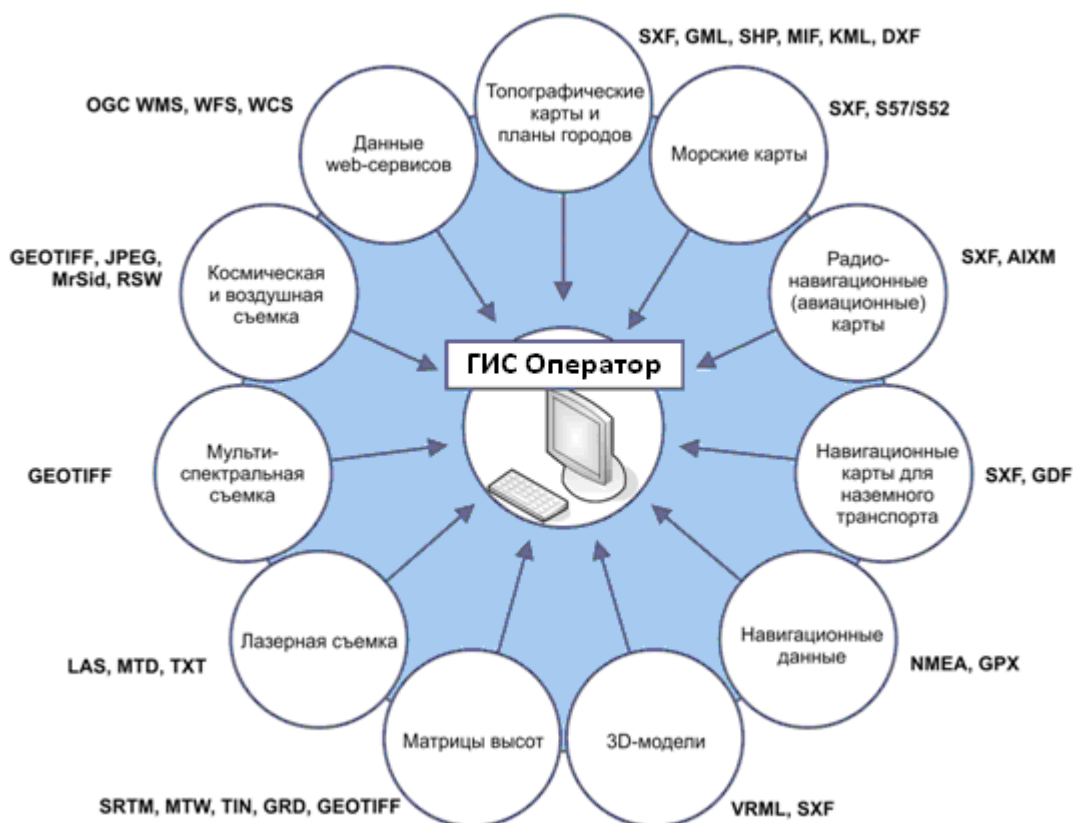 SXF, GML, SHP, MIF, KML, DXF
Топографические
карты и
планы городов
OGC WMS, WFS, WCS
Данные
web-сервисов
SXF, S57/S52
Морские карты
GEOTIFF, JPEG,
MrSid, RSW
Космическая
и воздушная
съемка
SXF, AIXM
Радио-
навигационные
(авиационные)
карты
ГИС Оператор
GEOTIFF
Мульти-
спектральная
съемка
Навигационные
карты для
наземного
транспорта
SXF, GDF
Лазерная съемка
LAS, MTD, TXT
Навигационные
данные
NMEA, GPX
Матрицы высот
SRTM, MTW, TIN, GRD, GEOTIFF
3D-модели
VRML, SXF